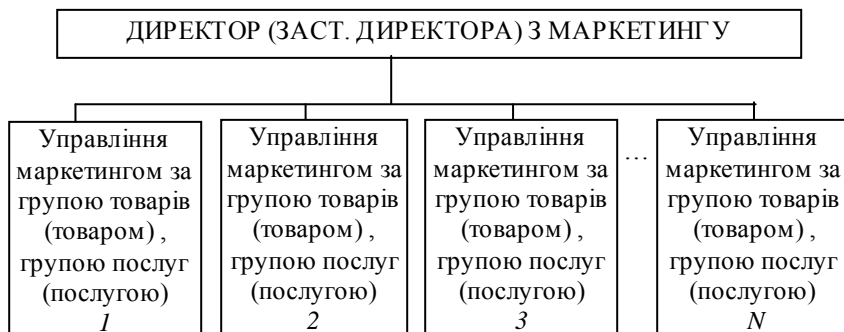 ДИРЕКТОР (ЗАСТ. ДИРЕКТОРА) З МАРКЕТИНГУ
Управління
маркетингом за
групою товарів
(товаром) ,
групою послуг
(послугою)
1
Управління
маркетингом за
групою товарів
(товаром) ,
групою послуг
(послугою)
2
Управління
маркетингом за
групою товарів
(товаром) ,
групою послуг
(послугою)
3
...
Управління
маркетингом за
групою товарів
(товаром) ,
групою послуг
(послугою)
N